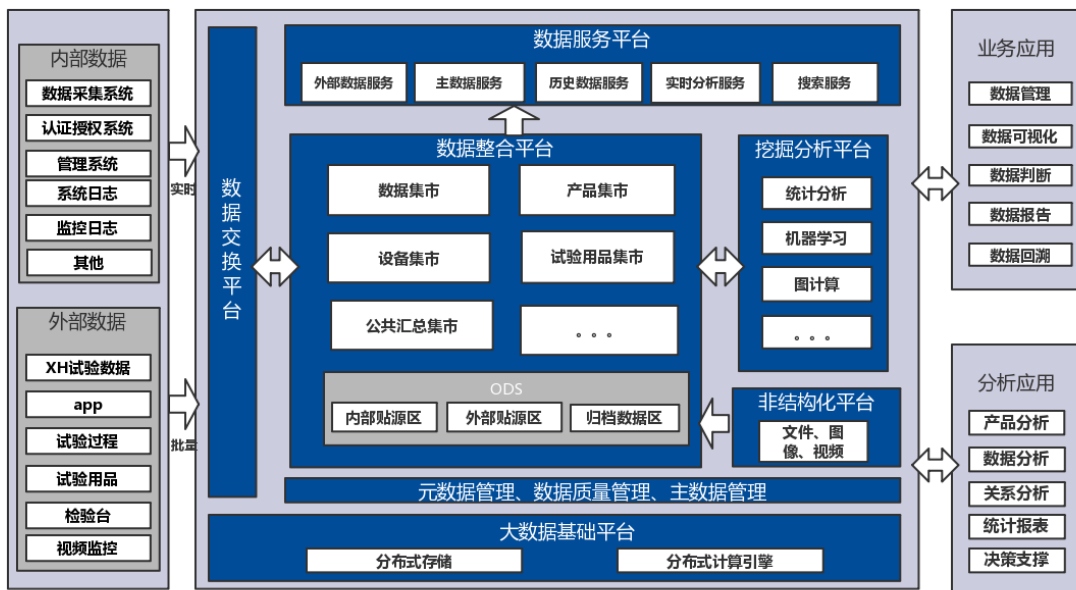 内部数据
数据采集系统
认证授权系统
管理系统
系统日志
监控日志
其他
外部数据
XH试验数据
app
试验过程
试验用品
检验台
视频监控
实时
批量
数据交换平台
数据服务平台
外部数据服务
主数据服务
历史数据服务
实时分析服务
搜索服务
数据整合平台
数据集市
产品集市
设备集市
试验用品集市
公共汇总集市
。。。
ODS
内部贴源区
外部贴源区
归档数据区
挖掘分析平台
统计分析
机器学习
图计算
。。。
非结构化平台
文件、图
像、视频
元数据管理、数据质量管理、主数据管理
大数据基础平台
分布式存储
分布式计算引擎
业务应用
数据管理
数据可视化
数据判断
数据报告
数据回溯
分析应用
产品分析
数据分析
关系分析
统计报表
决策支撑